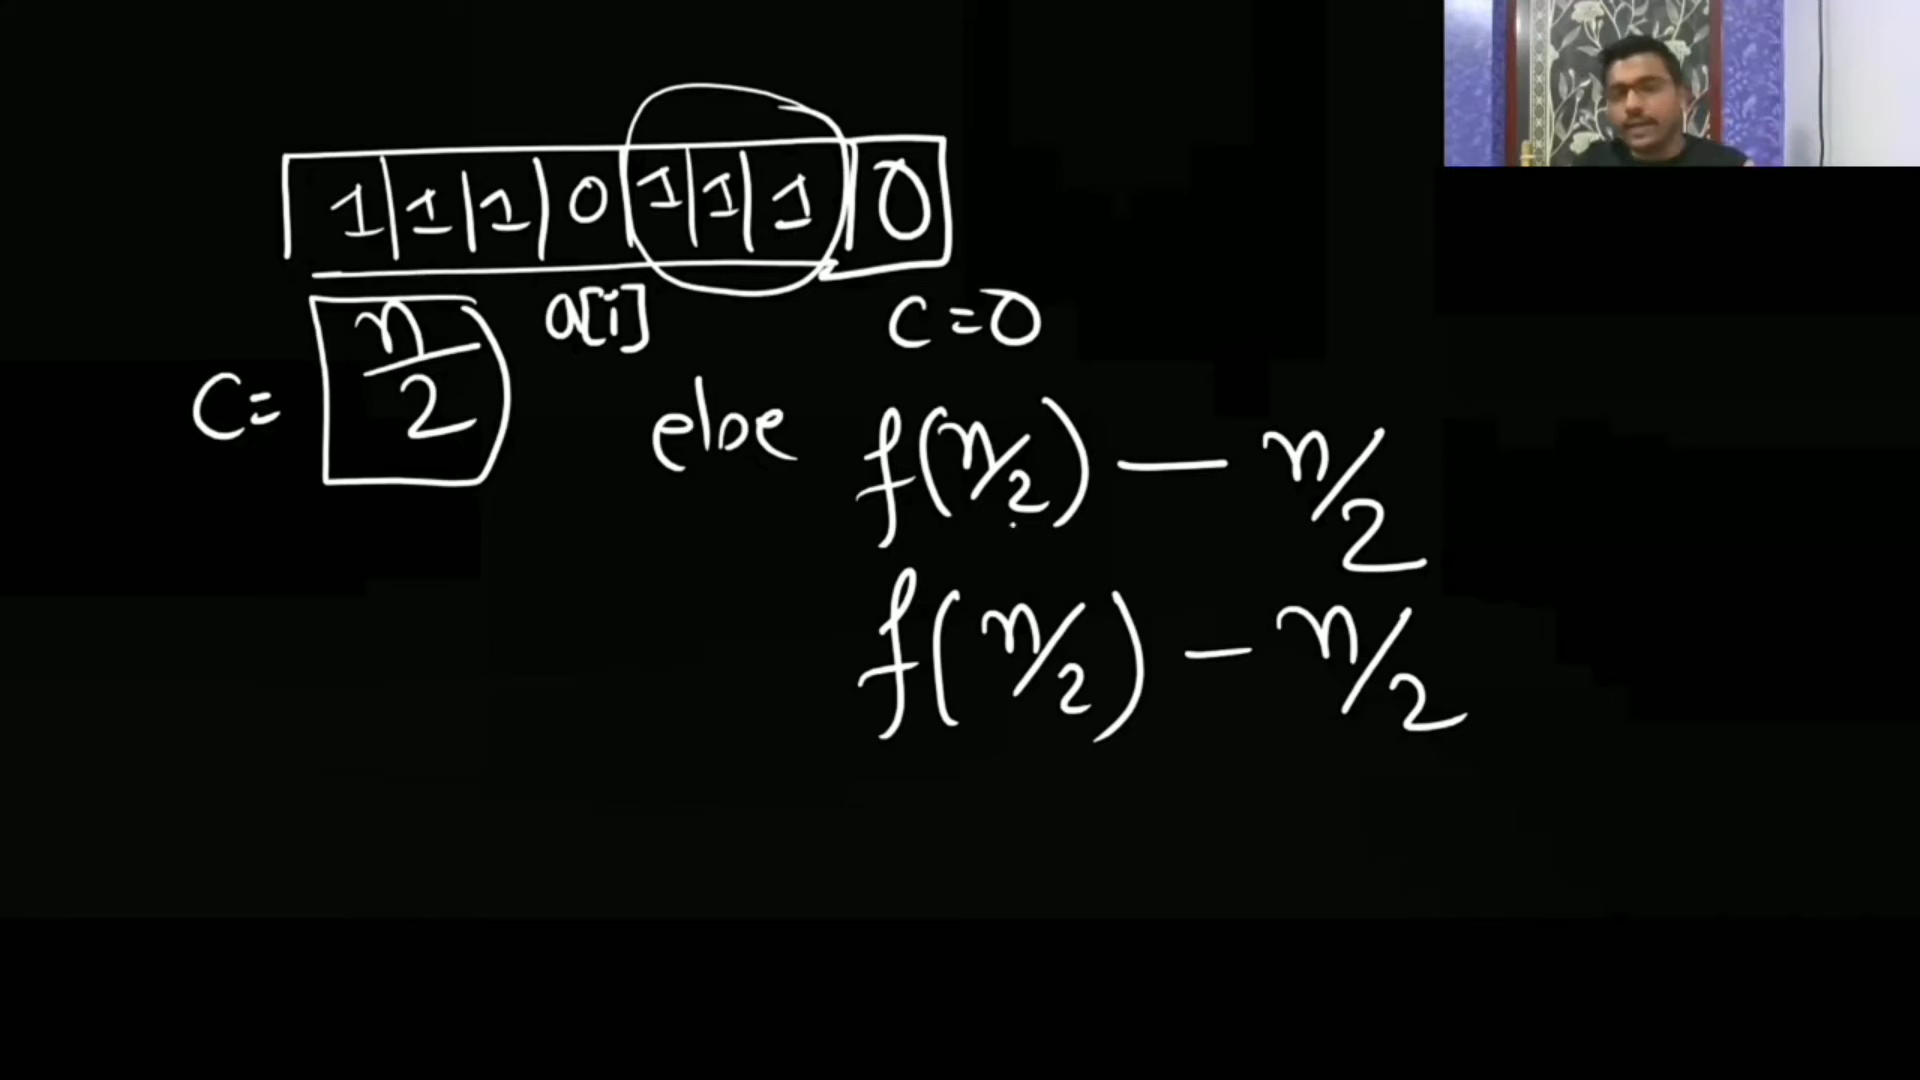 1 1 1 0 1 1 1 0
a[i] c=0
c= n/2
else f(n/2) — n/2
f(n/2) — n/2